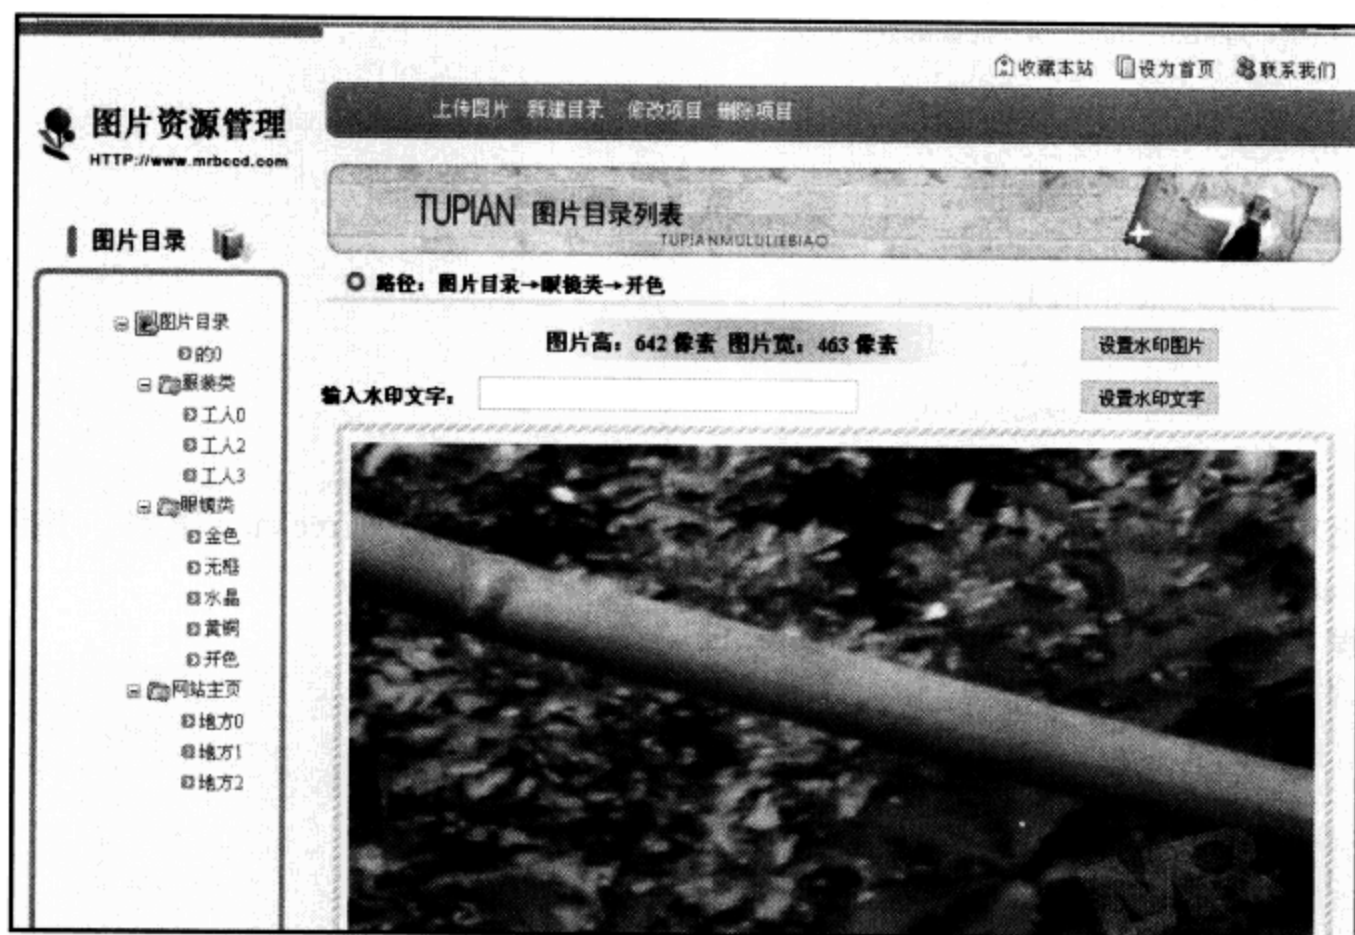 收藏本站 设为首页 联系我们
图片资源管理
HTTP://www.mrbccd.com
上传图片 新建目录 修改项目 删除项目
TUPIAN 图片目录列表
TUPIANMULULIEBIAO
图片目录
图片目录
的0
服装类
工人0
工人2
工人3
眼镜类
金色
无框
水晶
黄铜
开色
网站主页
地方0
地方1
地方2
路径：图片目录→眼镜类→开色
图片高：642 像素 图片宽：463 像素
设置水印图片
输入水印文字：
设置水印文字